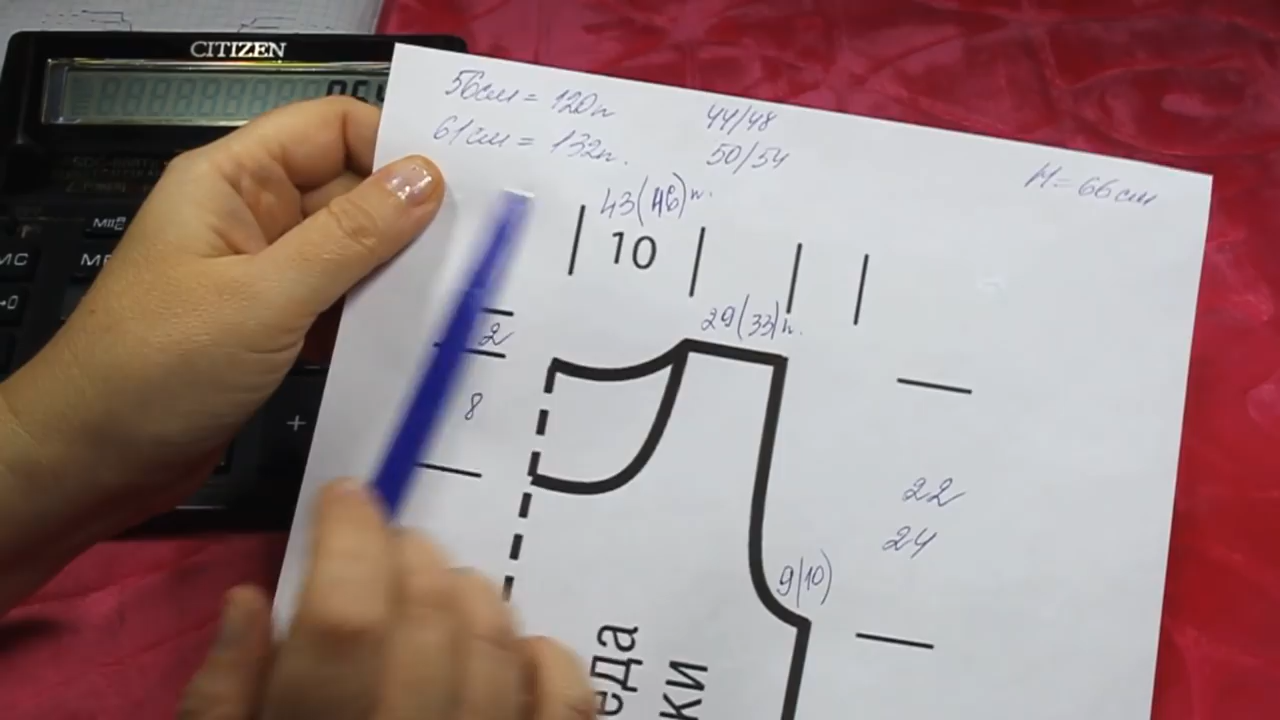 CITIZEN
56см = 120п
44/48
61см = 132п.
50/54
Н = 66см
43(46)п.
10
29(33)п.
2
8
22
24
9(10)
еда
ки
MC
+